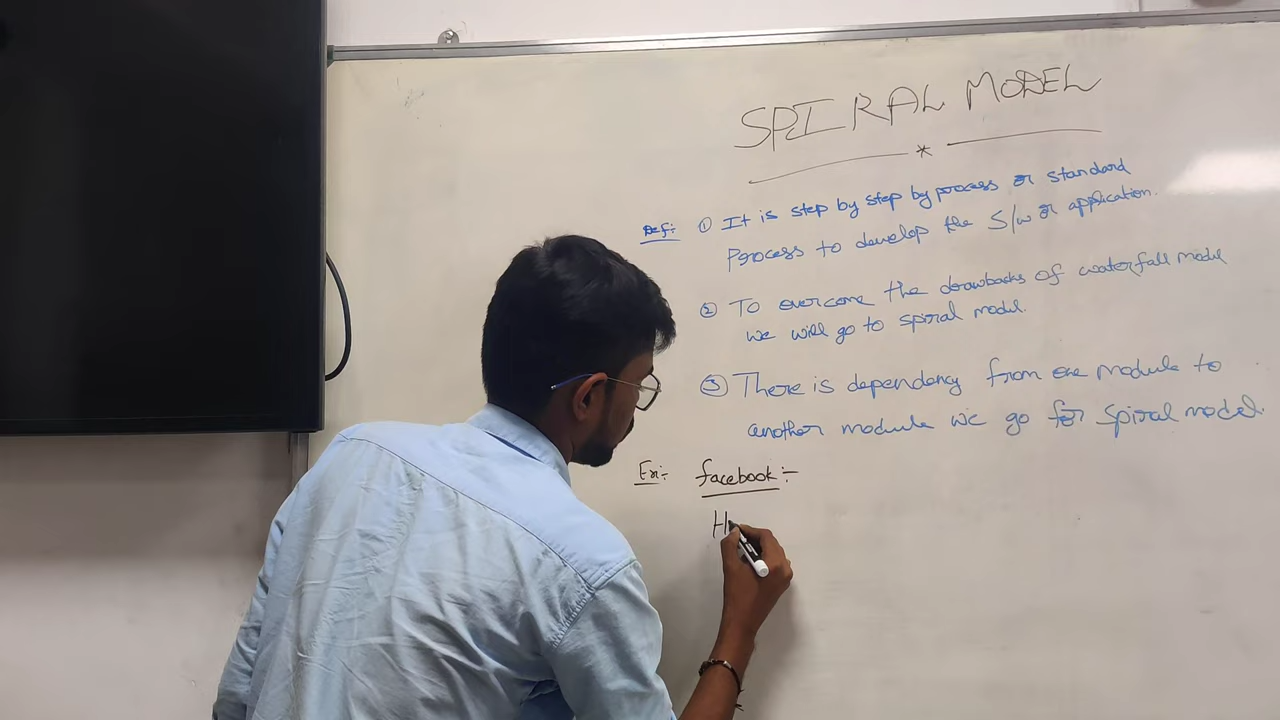 SPIRAL MODEL
*
Def:- ① It is step by step by process or standard
Process to develop the S/w or application.
② To overcome the drawbacks of waterfall model
we will go to spiral model.
③ There is dependency from one module to
another module we go for Spiral model.
Ex:- facebook:-
H